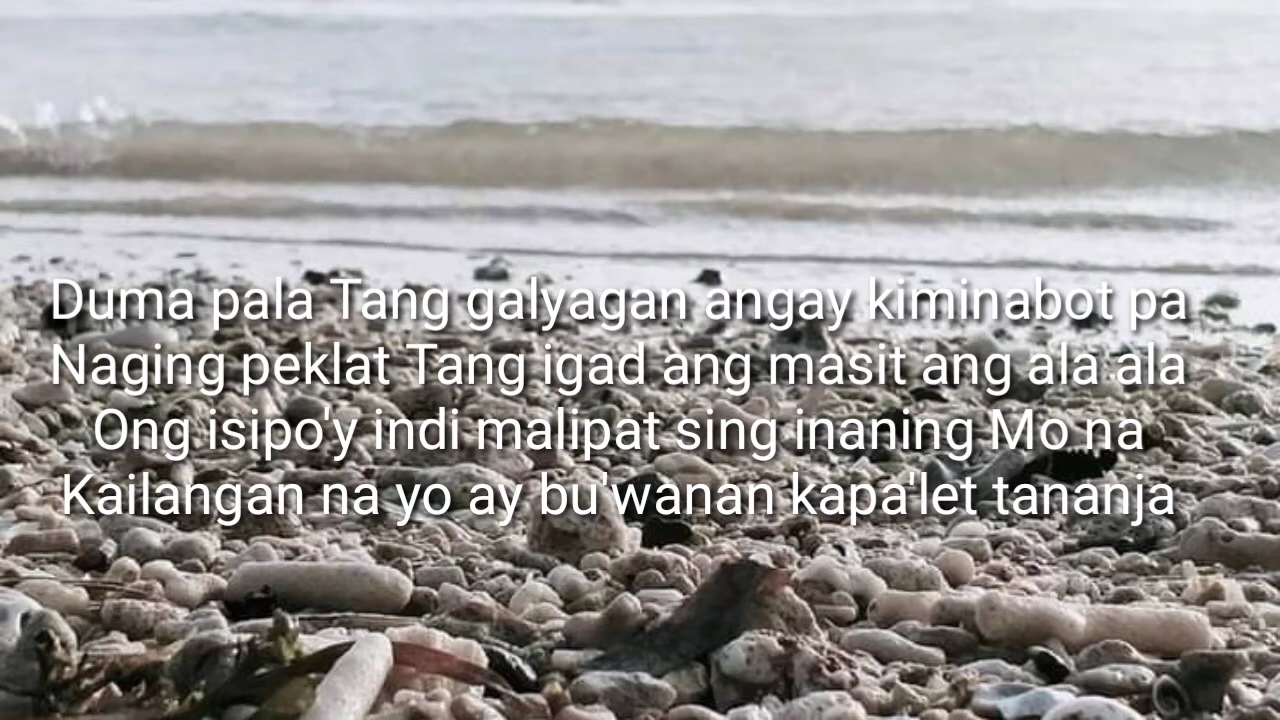 Duma pala Tang galyagan angay kiminabot pa
Naging peklat Tang igad ang masit ang ala ala
Ong isipo'y indi malipat sing inaning Mo na
Kailangan na yo ay bu'wanan kapa'let tananja